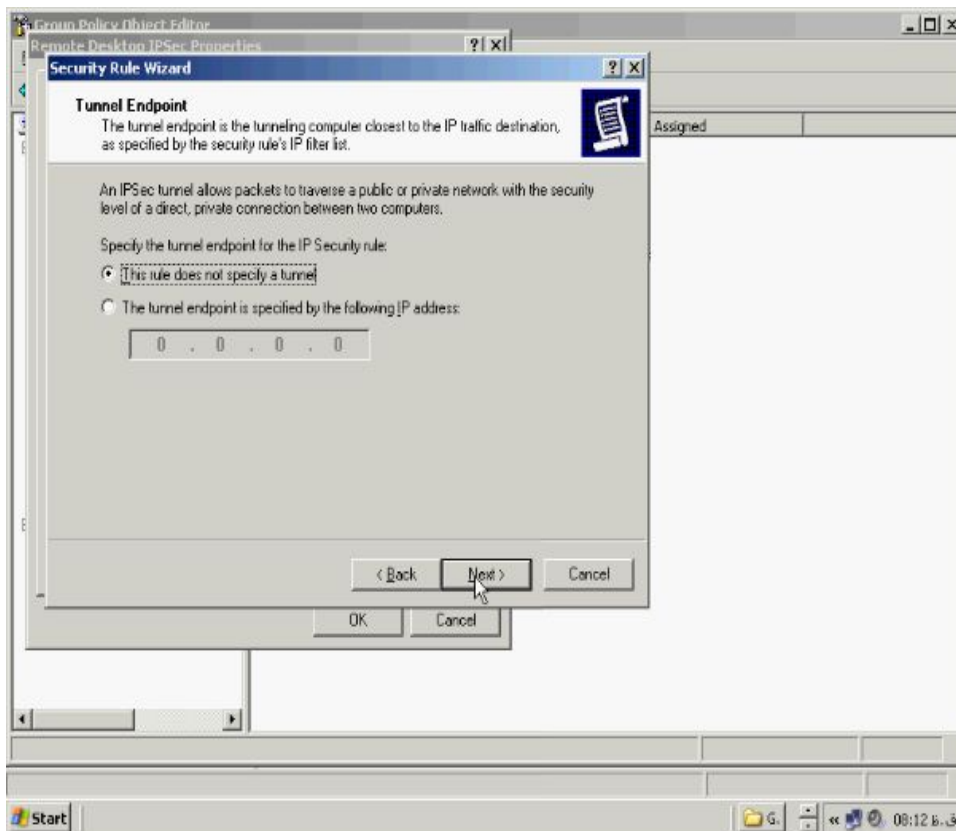 Group Policy Object Editor
Remote Desktop IPSec Properties
Security Rule Wizard
Tunnel Endpoint
The tunnel endpoint is the tunneling computer closest to the IP traffic destination,
as specified by the security rule's IP filter list.
Assigned
An IPSec tunnel allows packets to traverse a public or private network with the security
level of a direct, private connection between two computers.
Specify the tunnel endpoint for the IP Security rule:
This rule does not specify a tunnel
The tunnel endpoint is specified by the following IP address:
0 . 0 . 0 . 0
< Back
Next >
Cancel
OK
Cancel
Start
G.
«
08:12